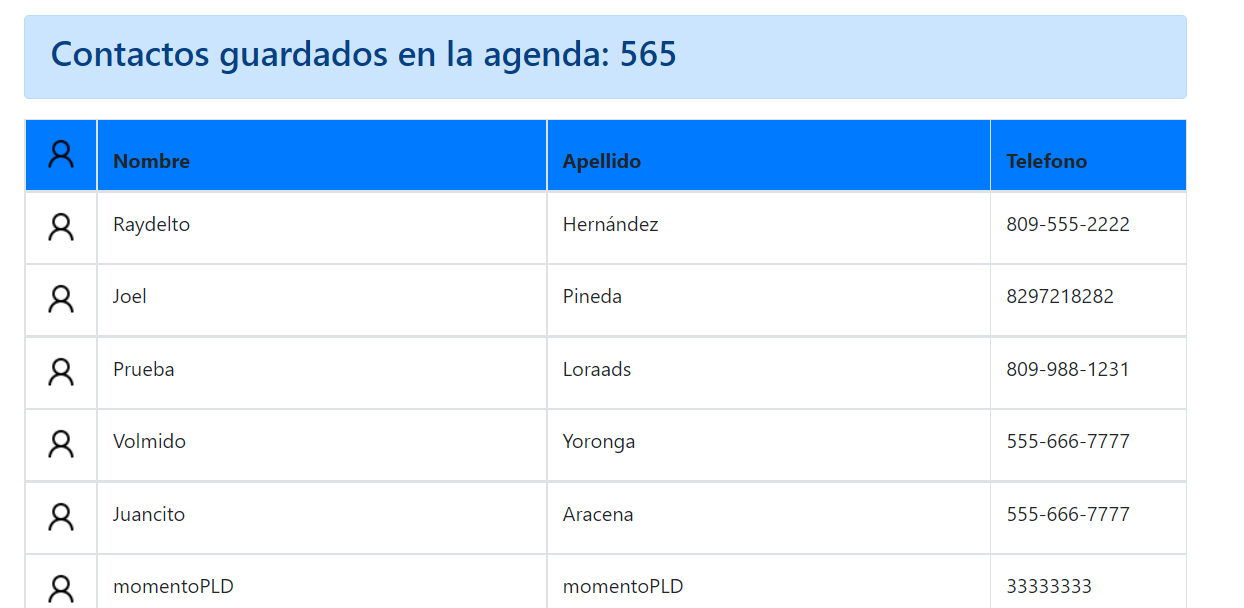 Contactos guardados en la agenda: 565
Nombre Apellido Telefono
Raydelto Hernández 809-555-2222
Joel Pineda 8297218282
Prueba Loraads 809-988-1231
Volmido Yoronga 555-666-7777
Juancito Aracena 555-666-7777
momentoPLD momentoPLD 33333333